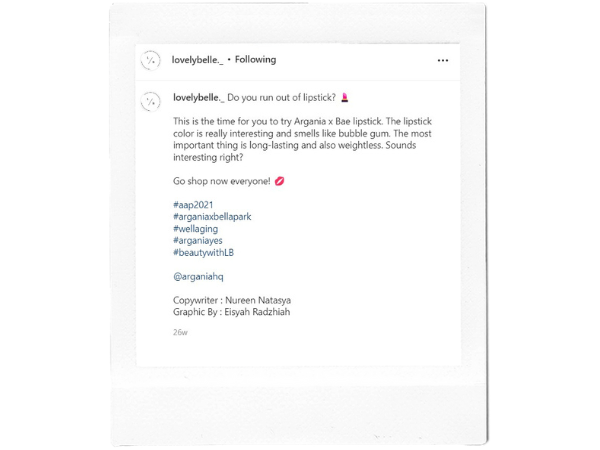 lovelybelle._ • Following
lovelybelle._ Do you run out of lipstick? 💄
This is the time for you to try Argania x Bae lipstick. The lipstick
color is really interesting and smells like bubble gum. The most
important thing is long-lasting and also weightless. Sounds
interesting right?
Go shop now everyone! 💋
#aap2021
#arganiaxbellapark
#wellaging
#arganiayes
#beautywithLB
@arganiahq
Copywriter : Nureen Natasya
Graphic By : Eisyah Radzhiah
26w